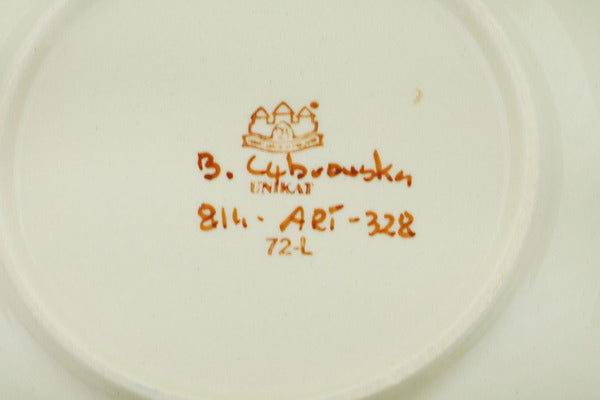 B. Cybrowska
UNIKAT
814- ART-328
72-L